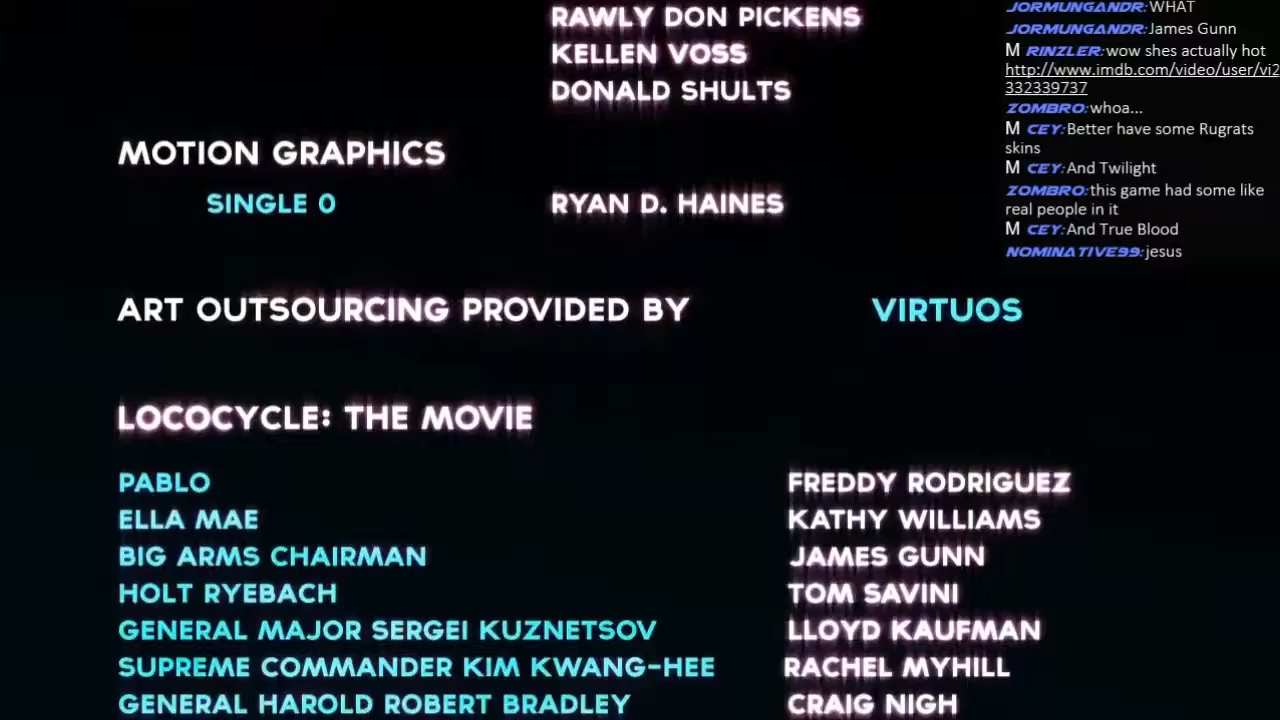 RAWLY DON PICKENS
KELLEN VOSS
DONALD SHULTS
MOTION GRAPHICS
SINGLE 0 RYAN D. HAINES
ART OUTSOURCING PROVIDED BY VIRTUOS
LOCOCYCLE: THE MOVIE
PABLO FREDDY RODRIGUEZ
ELLA MAE KATHY WILLIAMS
BIG ARMS CHAIRMAN JAMES GUNN
HOLT RYEBACH TOM SAVINI
GENERAL MAJOR SERGEI KUZNETSOV LLOYD KAUFMAN
SUPREME COMMANDER KIM KWANG-HEE RACHEL MYHILL
GENERAL HAROLD ROBERT BRADLEY CRAIG NIGH
JORMUNGANDR:WHAT
JORMUNGANDR:James Gunn
M RINZLER:wow shes actually hot
http://www.imdb.com/video/user/vi2
332339737
ZOMBRO:whoa...
M CEY:Better have some Rugrats
skins
M CEY:And Twilight
ZOMBRO:this game had some like
real people in it
M CEY:And True Blood
NOMINATIVE99:jesus